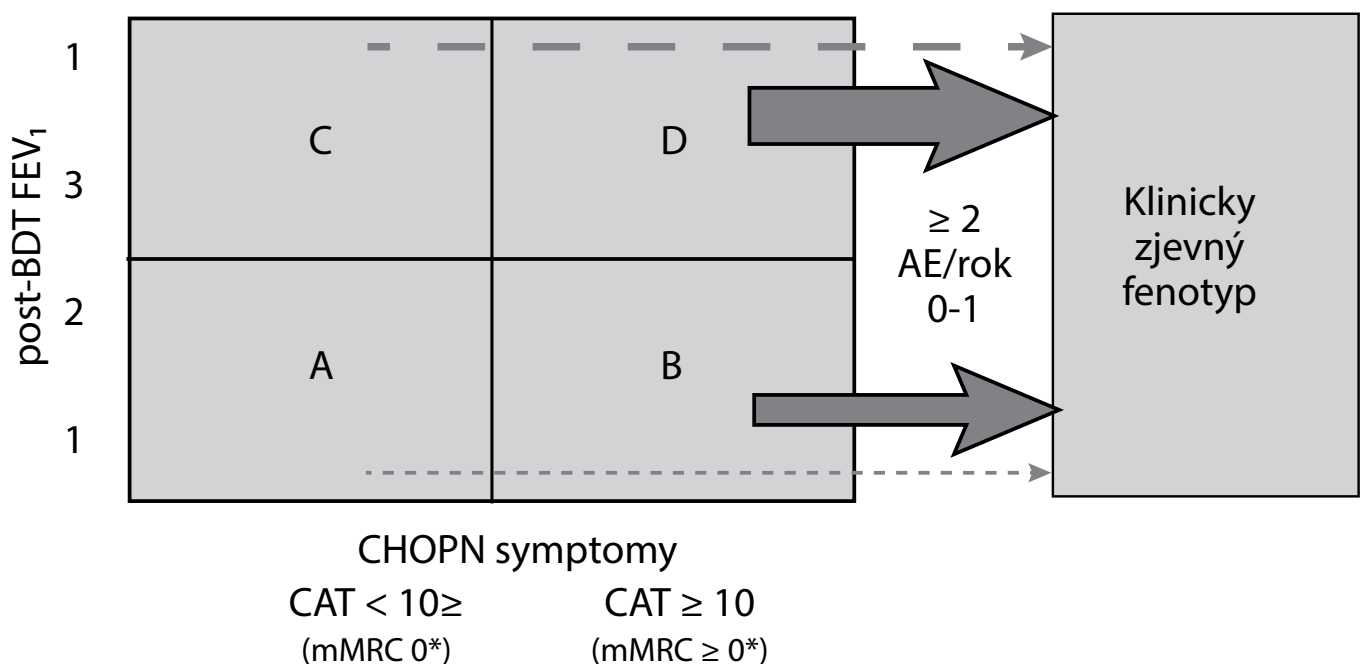 1
3
2
1
post-BDT FEV₁
C
D
A
B
≥ 2
AE/rok
0-1
Klinicky
zjevný
fenotyp
CHOPN symptomy
CAT < 10≥
CAT ≥ 10
(mMRC 0*)
(mMRC ≥ 0*)